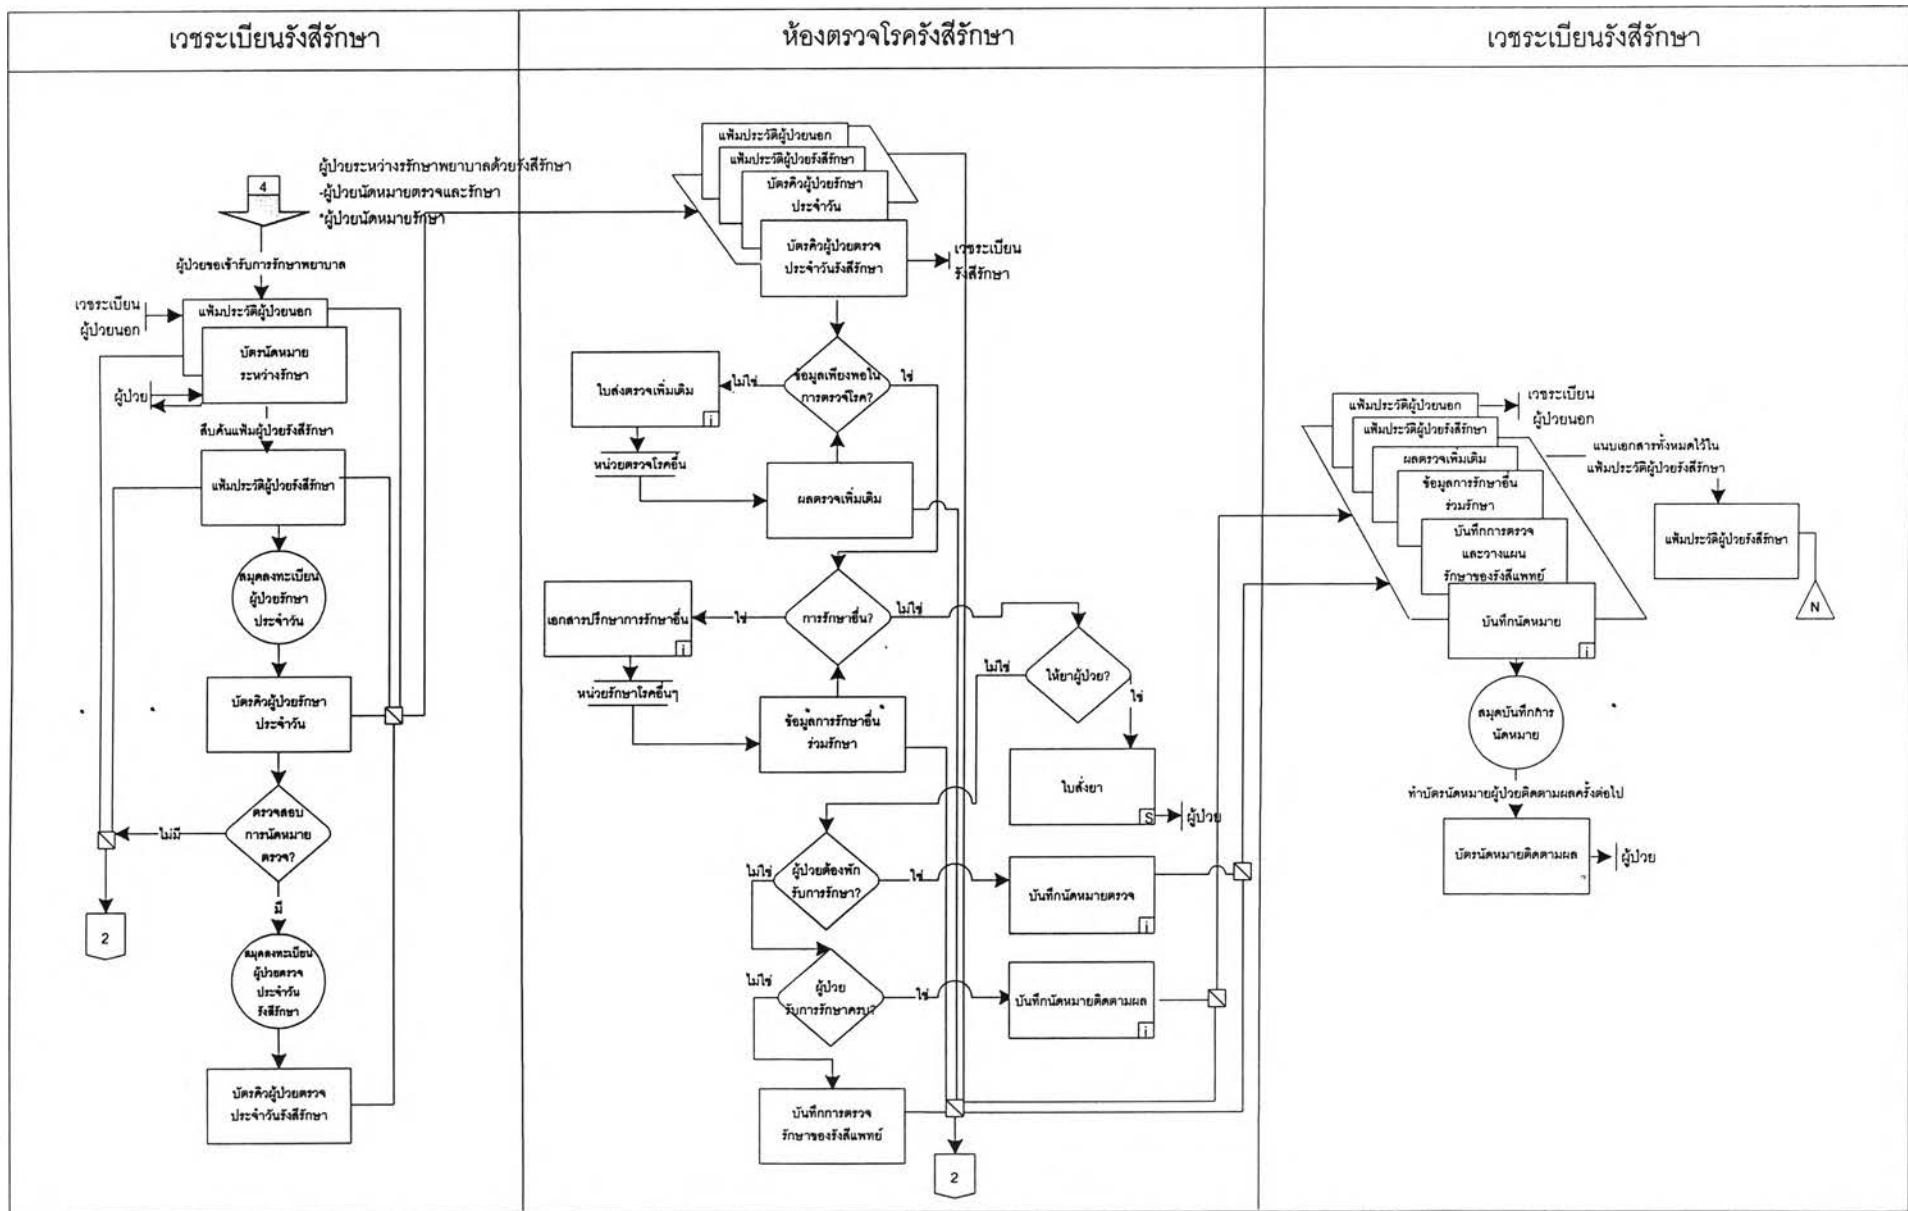 เวชระเบียนรังสีรักษา
ห้องตรวจโรครังสีรักษา
เวชระเบียนรังสีรักษา
4
ผู้ป่วยระหว่างรรักษาพยาบาลด้วยรังสีรักษา
-ผู้ป่วยนัดหมายตรวจและรักษา
*ผู้ป่วยนัดหมายรักษา
ผู้ป่วยขอเข้ารับการรักษาพยาบาล
เวชระเบียน
ผู้ป่วยนอก
แฟ้มประวัติผู้ป่วยนอก
บัตรนัดหมาย
ระหว่างรักษา
ผู้ป่วย
สืบค้นแฟ้มผู้ป่วยรังสีรักษา
แฟ้มประวัติผู้ป่วยรังสีรักษา
สมุดลงทะเบียน
ผู้ป่วยรักษา
ประจำวัน
บัตรคิวผู้ป่วยรักษา
ประจำวัน
ตรวจสอบ
การนัดหมาย
ตรวจ?
ไม่มี
มี
2
สมุดลงทะเบียน
ผู้ป่วยตรวจ
ประจำวัน
รังสีรักษา
บัตรคิวผู้ป่วยตรวจ
ประจำวันรังสีรักษา
แฟ้มประวัติผู้ป่วยนอก
แฟ้มประวัติผู้ป่วยรังสีรักษา
บัตรคิวผู้ป่วยรักษา
ประจำวัน
บัตรคิวผู้ป่วยตรวจ
ประจำวันรังสีรักษา
เวชระเบียน
รังสีรักษา
ข้อมูลเพียงพอใน
การตรวจโรค?
ไม่ใช่
ใช่
ใบส่งตรวจเพิ่มเติม
i
หน่วยตรวจโรคอื่น
ผลตรวจเพิ่มเติม
การรักษาอื่น?
ใช่
ไม่ใช่
เอกสารปรึกษาการรักษาอื่น
i
หน่วยรักษาโรคอื่นๆ
ข้อมูลการรักษาอื่น
ร่วมรักษา
ให้ยาผู้ป่วย?
ไม่ใช่
ใช่
ใบสั่งยา
S
ผู้ป่วย
ผู้ป่วยต้องพัก
รับการรักษา?
ไม่ใช่
ใช่
บันทึกนัดหมายตรวจ
i
ผู้ป่วย
รับการรักษาครบ?
ไม่ใช่
ใช่
บันทึกนัดหมายติดตามผล
i
บันทึกการตรวจ
รักษาของรังสีแพทย์
2
แฟ้มประวัติผู้ป่วยนอก
เวชระเบียน
ผู้ป่วยนอก
แฟ้มประวัติผู้ป่วยรังสีรักษา
ผลตรวจเพิ่มเติม
ข้อมูลการรักษาอื่น
ร่วมรักษา
บันทึกการตรวจ
และวางแผน
รักษาของรังสีแพทย์
บันทึกนัดหมาย
i
แนบเอกสารทั้งหมดไว้ใน
แฟ้มประวัติผู้ป่วยรังสีรักษา
แฟ้มประวัติผู้ป่วยรังสีรักษา
N
สมุดบันทึกการ
นัดหมาย
ทำบัตรนัดหมายผู้ป่วยติดตามผลครั้งต่อไป
บัตรนัดหมายติดตามผล
ผู้ป่วย